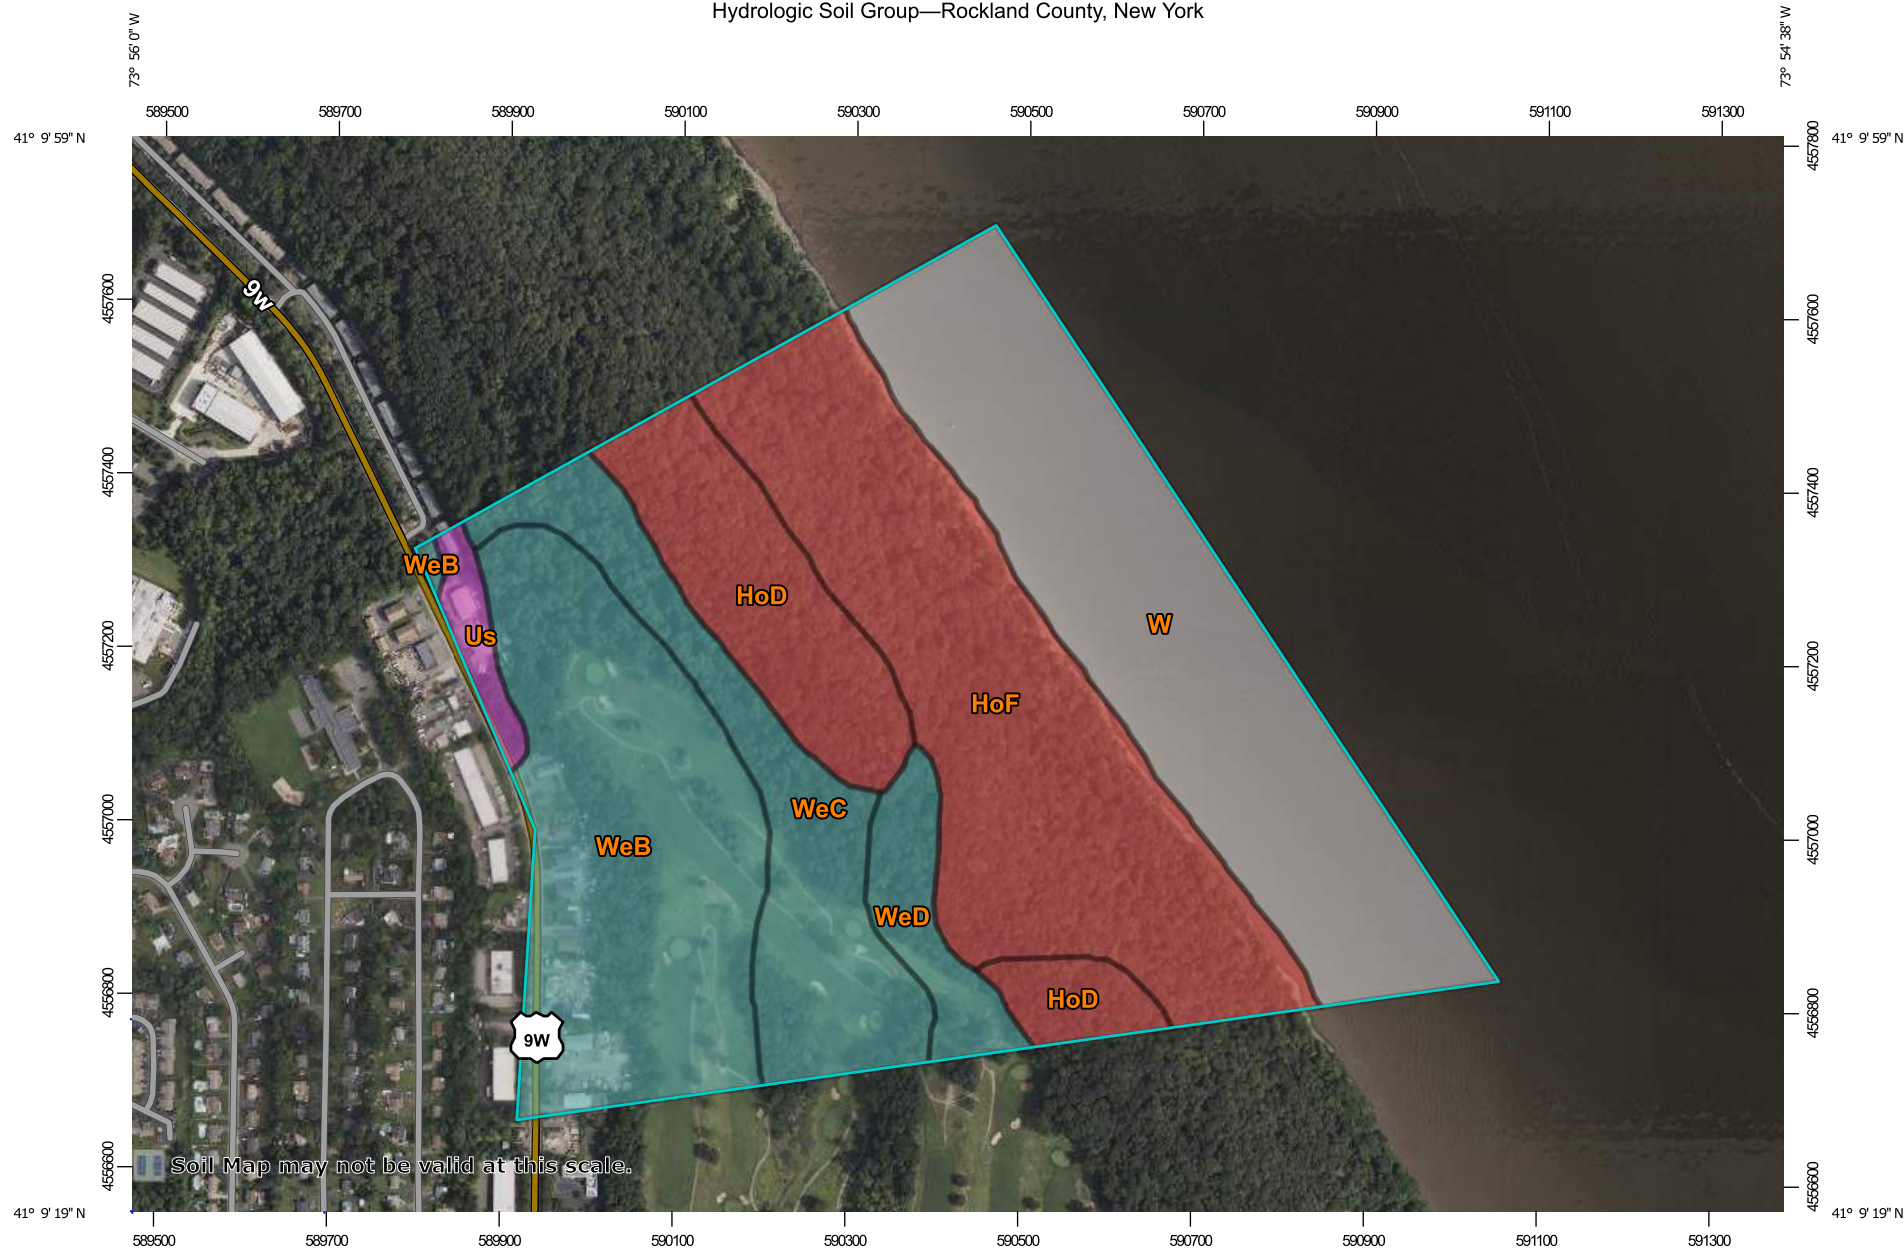 Hydrologic Soil Group—Rockland County, New York
73° 56' 0'' W
73° 54' 38'' W
589500 589700 589900 590100 590300 590500 590700 590900 591100 591300
41° 9' 59'' N
41° 9' 59'' N
4557800
4557600
4557600
9W
4557400
4557400
WeB
HoD
Us
W
4557200
4557200
HoF
WeC
4557000
4557000
WeB
WeD
4556800
HoD
4556800
9W
Soil Map may not be valid at this scale.
4556600
4556600
41° 9' 19'' N
41° 9' 19'' N
589500 589700 589900 590100 590300 590500 590700 590900 591100 591300